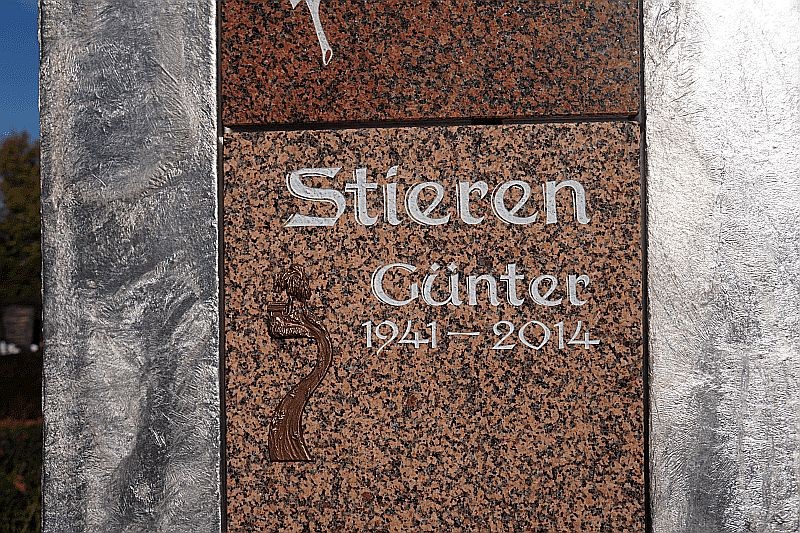 Stieren
Günter
1941 – 2014